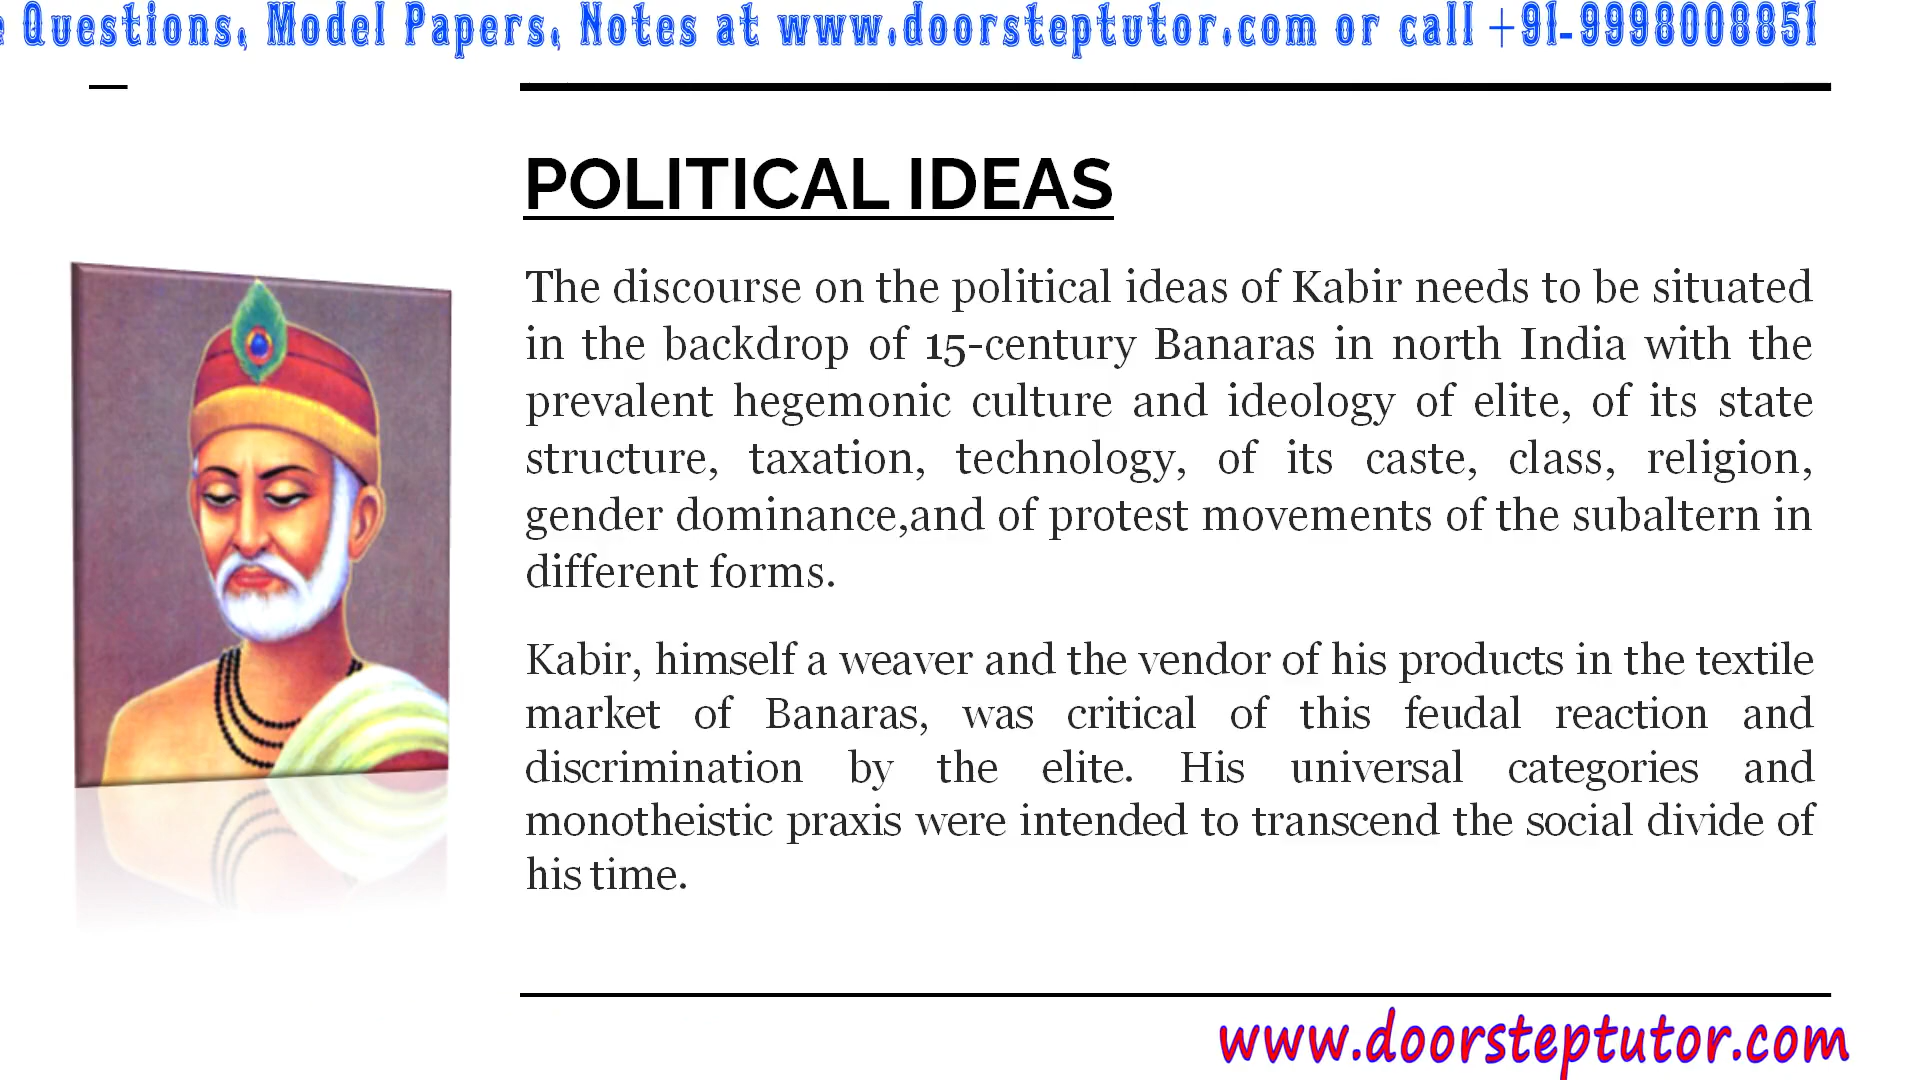 Questions, Model Papers, Notes at www.doorsteptutor.com or call +91-9998008851
POLITICAL IDEAS
The discourse on the political ideas of Kabir needs to be situated
in the backdrop of 15-century Banaras in north India with the
prevalent hegemonic culture and ideology of elite, of its state
structure, taxation, technology, of its caste, class, religion,
gender dominance,and of protest movements of the subaltern in
different forms.
Kabir, himself a weaver and the vendor of his products in the textile
market of Banaras, was critical of this feudal reaction and
discrimination by the elite. His universal categories and
monotheistic praxis were intended to transcend the social divide of
his time.
www.doorsteptutor.com